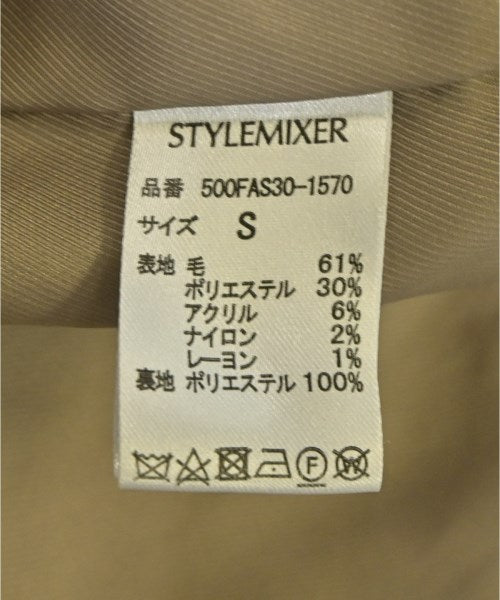 STYLEMIXER
品番 500FAS30-1570
サイズ S
表地 毛 61%
ポリエステル 30%
アクリル 6%
ナイロン 2%
レーヨン 1%
裏地 ポリエステル 100%
F W